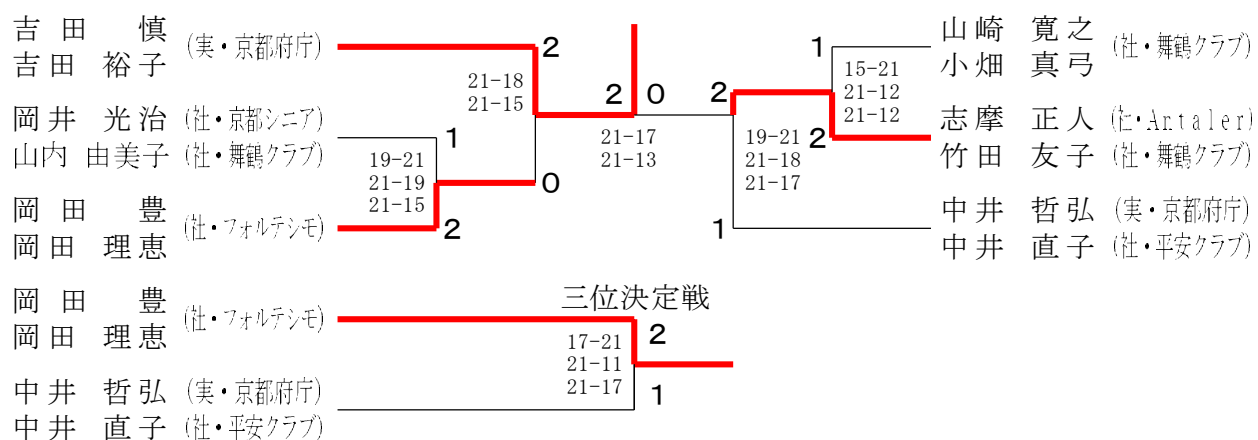 吉田 慎 (実・京都府庁)
吉田 裕子
2
21-18
21-15
岡井 光治 (社・京都シニア)
山内 由美子 (社・舞鶴クラブ)
1
19-21
21-19
21-15
0
岡田 豊 (社・フォルテシモ)
岡田 理恵
2
2 0
21-17
21-13
山崎 寛之 (社・舞鶴クラブ)
小畑 真弓
1
15-21
21-12
21-12
2
志摩 正人 (社・Antaler)
竹田 友子 (社・舞鶴クラブ)
2
19-21
21-18
21-17
中井 哲弘 (実・京都府庁)
中井 直子 (社・平安クラブ)
1
三位決定戦
岡田 豊 (社・フォルテシモ)
岡田 理恵
2
17-21
21-11
21-17
1
中井 哲弘 (実・京都府庁)
中井 直子 (社・平安クラブ)